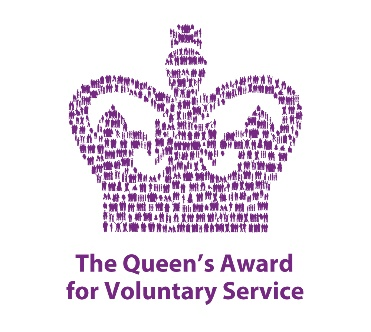 The Queen's Award
for Voluntary Service